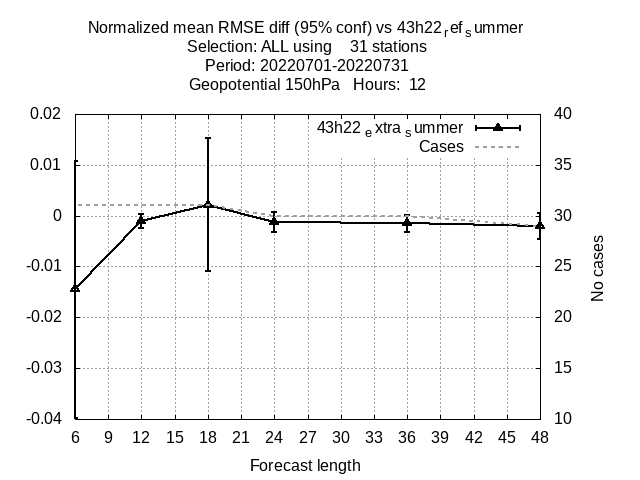 Normalized mean RMSE diff (95% conf) vs 43h22refsummer
Selection: ALL using 31 stations
Period: 20220701-20220731
Geopotential 150hPa Hours: 12
43h22extrasummer
Cases
0.02
0.01
0
-0.01
-0.02
-0.03
-0.04
40
35
30
25
20
15
10
No cases
6 9 12 15 18 21 24 27 30 33 36 39 42 45 48
Forecast length